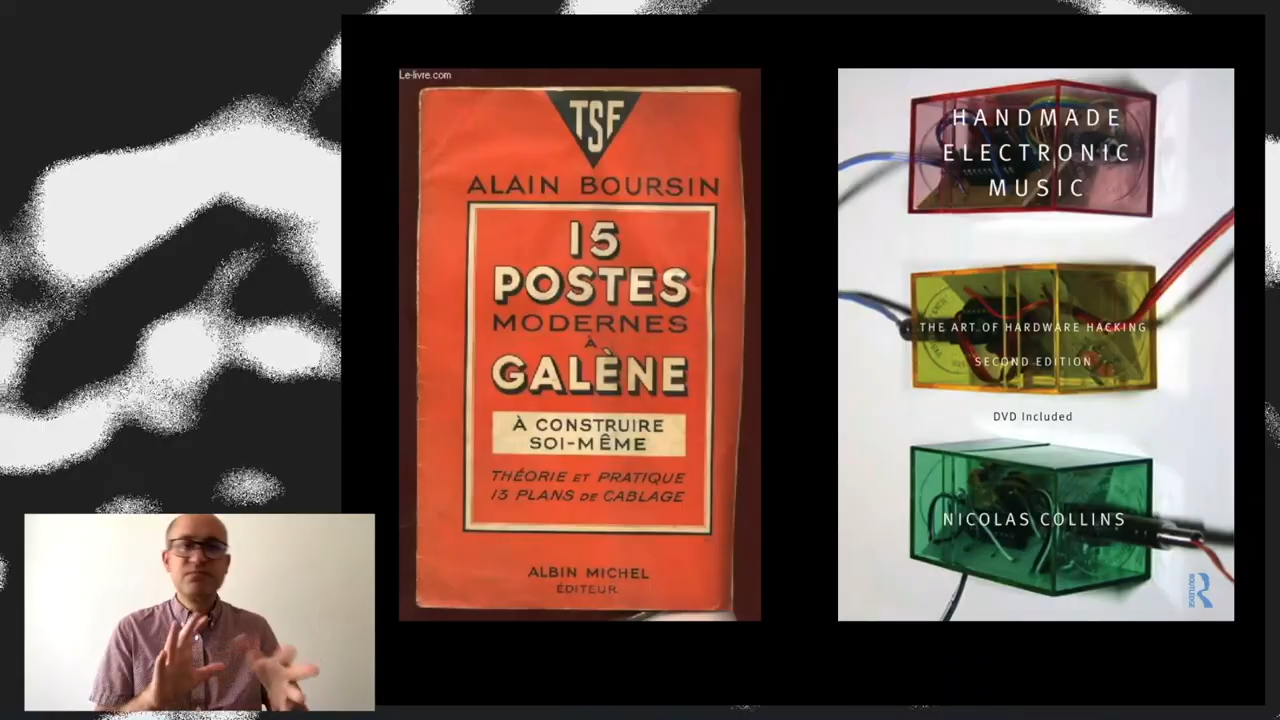 Le-livre.com
TSF
ALAIN BOURSIN
15
POSTES
MODERNES
À
GALÈNE
À CONSTRUIRE
SOI-MÊME
THÉORIE ET PRATIQUE
13 PLANS DE CABLAGE
ALBIN MICHEL
ÉDITEUR
HANDMADE
ELECTRONIC
MUSIC
THE ART OF HARDWARE HACKING
SECOND EDITION
DVD Included
NICOLAS COLLINS
ROUTLEDGE